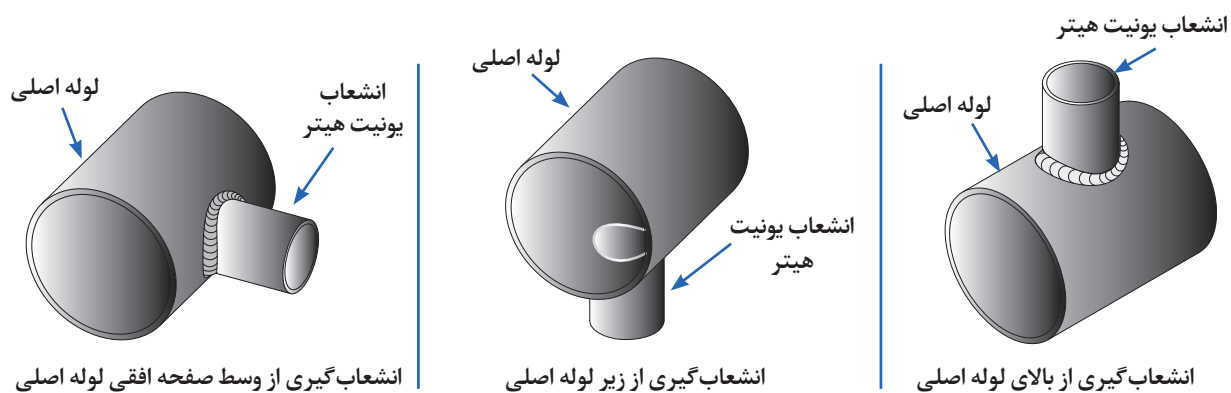 انشعاب یونیت هیتر
لوله اصلی
انشعاب‌گیری از بالای لوله اصلی
لوله اصلی
انشعاب یونیت
هیتر
انشعاب‌گیری از زیر لوله اصلی
لوله اصلی
انشعاب
یونیت هیتر
انشعاب‌گیری از وسط صفحه افقی لوله اصلی